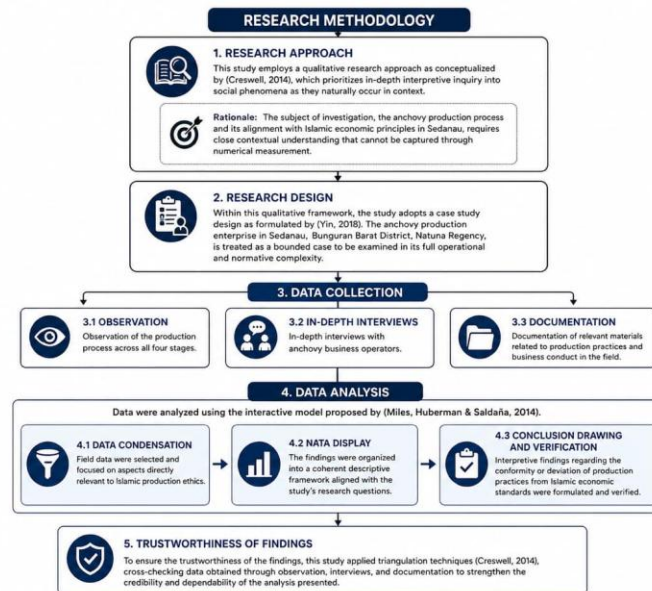 RESEARCH METHODOLOGY
1. RESEARCH APPROACH
This study employs a qualitative research approach as conceptualized
by (Creswell, 2014), which prioritizes in-depth interpretive inquiry into
social phenomena as they naturally occur in context.
Rationale: The subject of investigation, the anchovy production process
and its alignment with Islamic economic principles in Sedanau, requires
close contextual understanding that cannot be captured through
numerical measurement.
2. RESEARCH DESIGN
Within this qualitative framework, the study adopts a case study
design as formulated by (Yin, 2018). The anchovy production
enterprise in Sedanau, Bunguran Barat District, Natuna Regency,
is treated as a bounded case to be examined in its full operational
and normative complexity.
3. DATA COLLECTION
3.1 OBSERVATION
Observation of the production
process across all four stages.
3.2 IN-DEPTH INTERVIEWS
In-depth interviews with
anchovy business operators.
3.3 DOCUMENTATION
Documentation of relevant materials
related to production practices and
business conduct in the field.
4. DATA ANALYSIS
Data were analyzed using the interactive model proposed by (Miles, Huberman & Saldaña, 2014).
4.1 DATA CONDENSATION
Field data were selected and
focused on aspects directly
relevant to Islamic production ethics.
4.2 NATA DISPLAY
The findings were organized
into a coherent descriptive
framework aligned with the
study's research questions.
4.3 CONCLUSION DRAWING
AND VERIFICATION
Interpretive findings regarding the
conformity or deviation of production
practices from Islamic economic
standards were formulated and verified.
5. TRUSTWORTHINESS OF FINDINGS
To ensure the trustworthiness of the findings, this study applied triangulation techniques (Creswell, 2014),
cross-checking data obtained through observation, interviews, and documentation to strengthen the
credibility and dependability of the analysis presented.